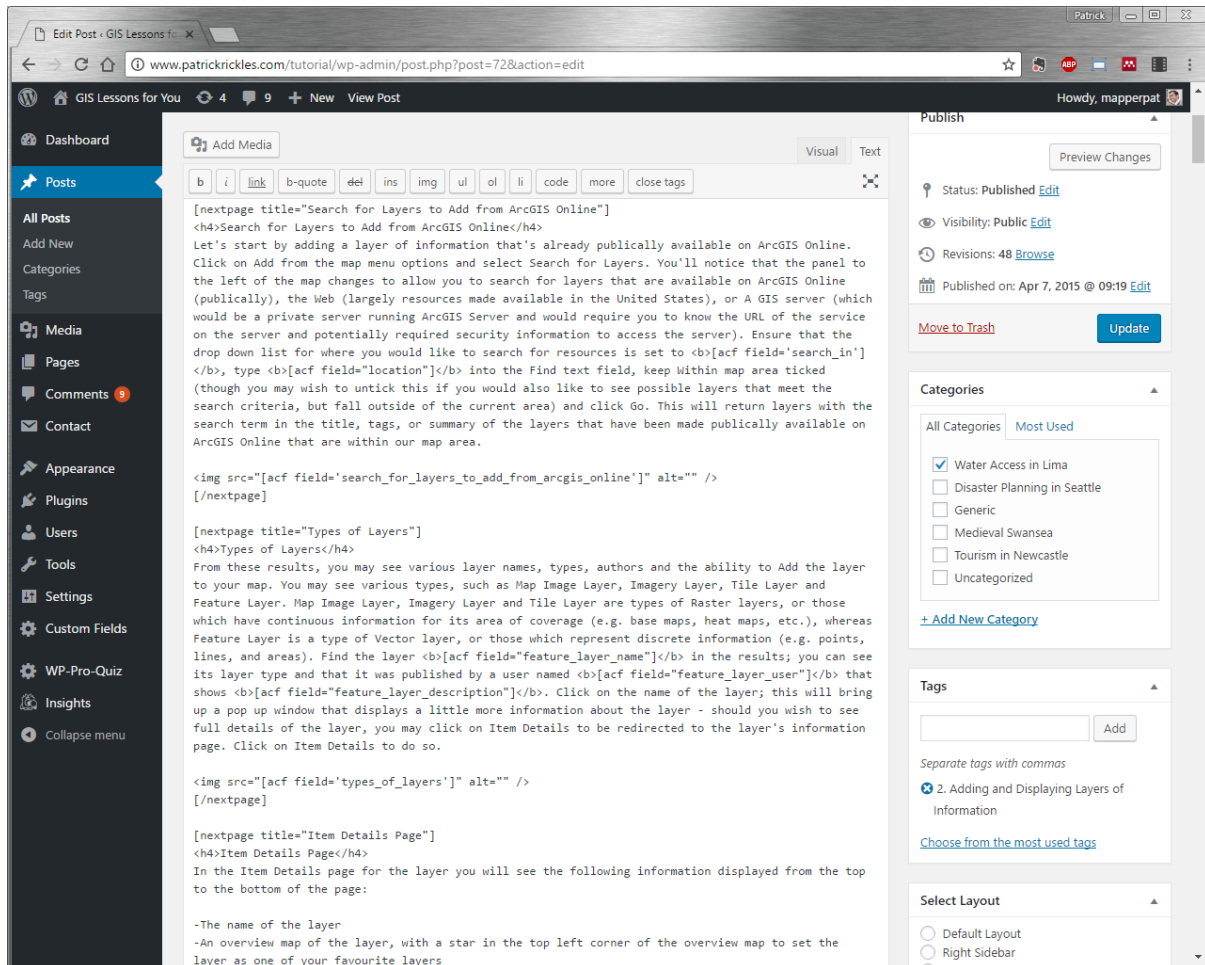 Patrick
Edit Post ‹ GIS Lessons fo
www.patrickrickles.com/tutorial/wp-admin/post.php?post=72&action=edit
ABP
GIS Lessons for You 4 9 + New View Post
Howdy, mapperpat
Dashboard
Posts
All Posts
Add New
Categories
Tags
Media
Pages
Comments 9
Contact
Appearance
Plugins
Users
Tools
Settings
Custom Fields
WP-Pro-Quiz
Insights
Collapse menu
Add Media
Visual Text
b i link b-quote del ins img ul ol li code more close tags
[nextpage title="Search for Layers to Add from ArcGIS Online"]
<h4>Search for Layers to Add from ArcGIS Online</h4>
Let's start by adding a layer of information that's already publically available on ArcGIS Online.
Click on Add from the map menu options and select Search for Layers. You'll notice that the panel to
the left of the map changes to allow you to search for layers that are available on ArcGIS Online
(publically), the Web (largely resources made available in the United States), or A GIS server (which
would be a private server running ArcGIS Server and would require you to know the URL of the service
on the server and potentially required security information to access the server). Ensure that the
drop down list for where you would like to search for resources is set to <b>[acf field='search_in']
</b>, type <b>[acf field="location"]</b> into the Find text field, keep Within map area ticked
(though you may wish to untick this if you would also like to see possible layers that meet the
search criteria, but fall outside of the current area) and click Go. This will return layers with the
search term in the title, tags, or summary of the layers that have been made publically available on
ArcGIS Online that are within our map area.
<img src="[acf field='search_for_layers_to_add_from_arcgis_online']" alt="" />
[/nextpage]
[nextpage title="Types of Layers"]
<h4>Types of Layers</h4>
From these results, you may see various layer names, types, authors and the ability to Add the layer
to your map. You may see various types, such as Map Image Layer, Imagery Layer, Tile Layer and
Feature Layer. Map Image Layer, Imagery Layer and Tile Layer are types of Raster layers, or those
which have continuous information for its area of coverage (e.g. base maps, heat maps, etc.), whereas
Feature Layer is a type of Vector layer, or those which represent discrete information (e.g. points,
lines, and areas). Find the layer <b>[acf field="feature_layer_name"]</b> in the results; you can see
its layer type and that it was published by a user named <b>[acf field="feature_layer_user"]</b> that
shows <b>[acf field="feature_layer_description"]</b>. Click on the name of the layer; this will bring
up a pop up window that displays a little more information about the layer - should you wish to see
full details of the layer, you may click on Item Details to be redirected to the layer's information
page. Click on Item Details to do so.
<img src="[acf field='types_of_layers']" alt="" />
[/nextpage]
[nextpage title="Item Details Page"]
<h4>Item Details Page</h4>
In the Item Details page for the layer you will see the following information displayed from the top
to the bottom of the page:
-The name of the layer
-An overview map of the layer, with a star in the top left corner of the overview map to set the
layer as one of your favourite layers
Publish
Preview Changes
Status: Published Edit
Visibility: Public Edit
Revisions: 48 Browse
Published on: Apr 7, 2015 @ 09:19 Edit
Move to Trash
Update
Categories
All Categories Most Used
Water Access in Lima
Disaster Planning in Seattle
Generic
Medieval Swansea
Tourism in Newcastle
Uncategorized
+ Add New Category
Tags
Add
Separate tags with commas
2. Adding and Displaying Layers of
Information
Choose from the most used tags
Select Layout
Default Layout
Right Sidebar